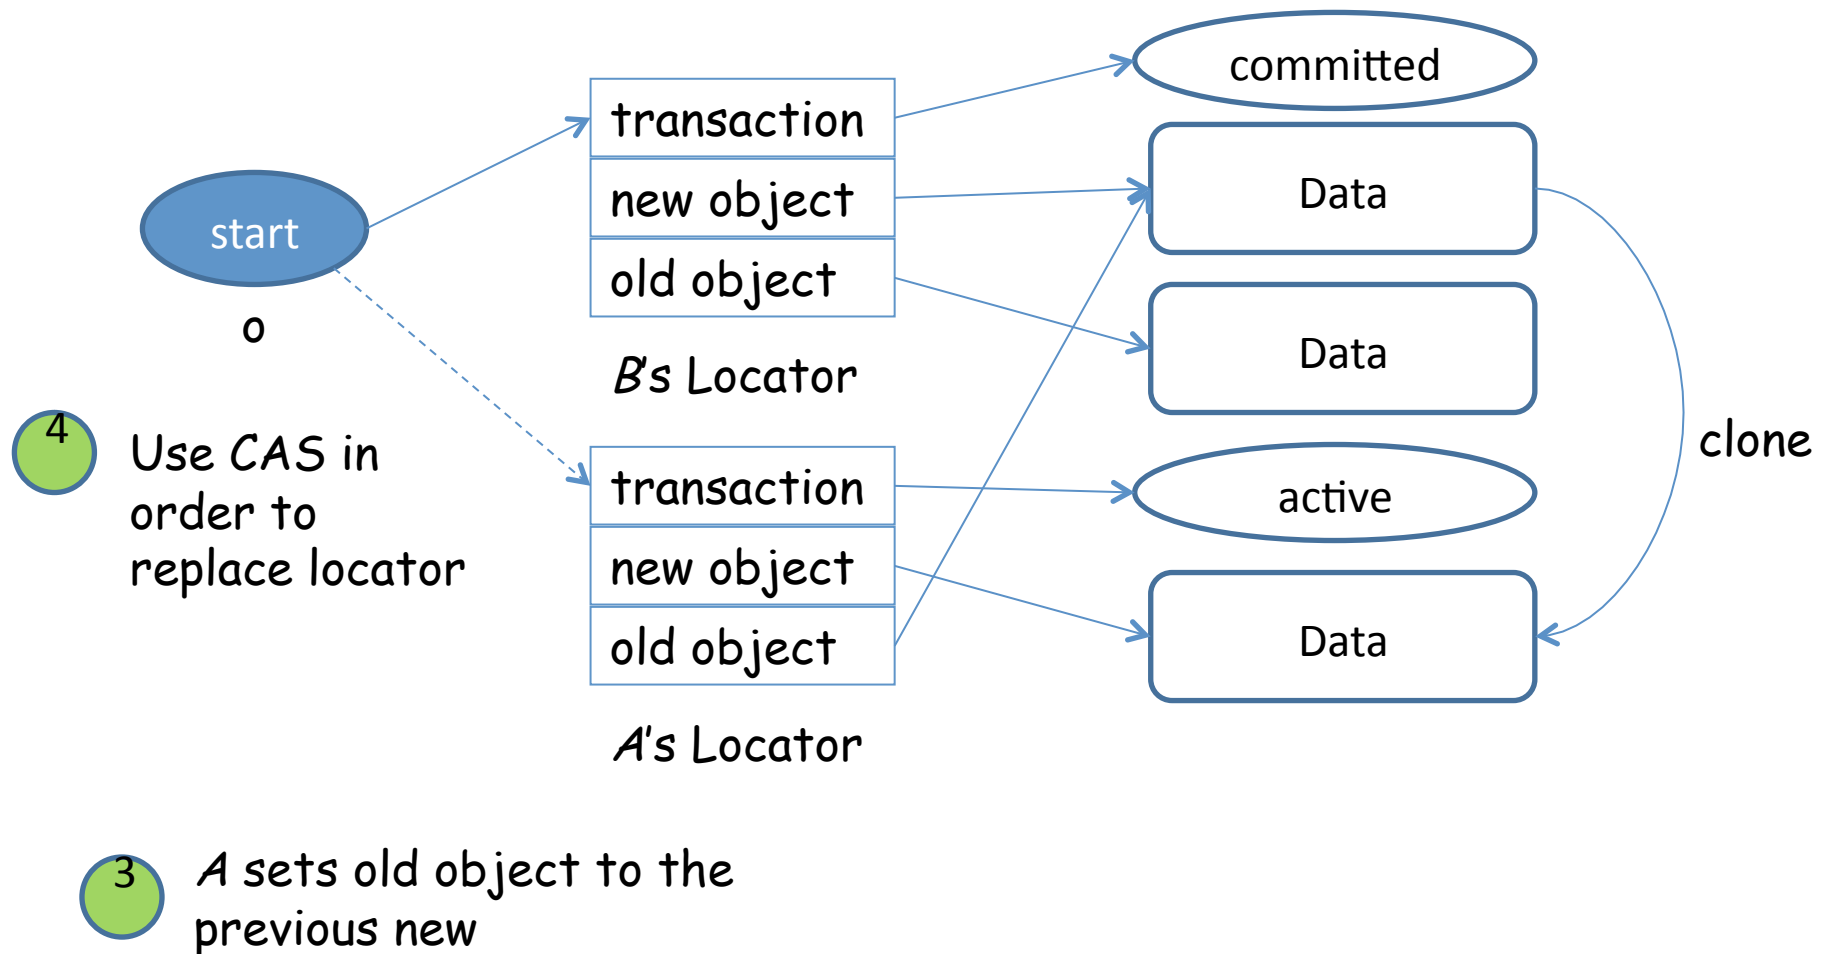 committed
transaction
new object
Data
start
old object
o
B's Locator
Data
4
Use CAS in
order to
replace locator
clone
transaction
active
new object
Data
old object
A's Locator
3
A sets old object to the
previous new